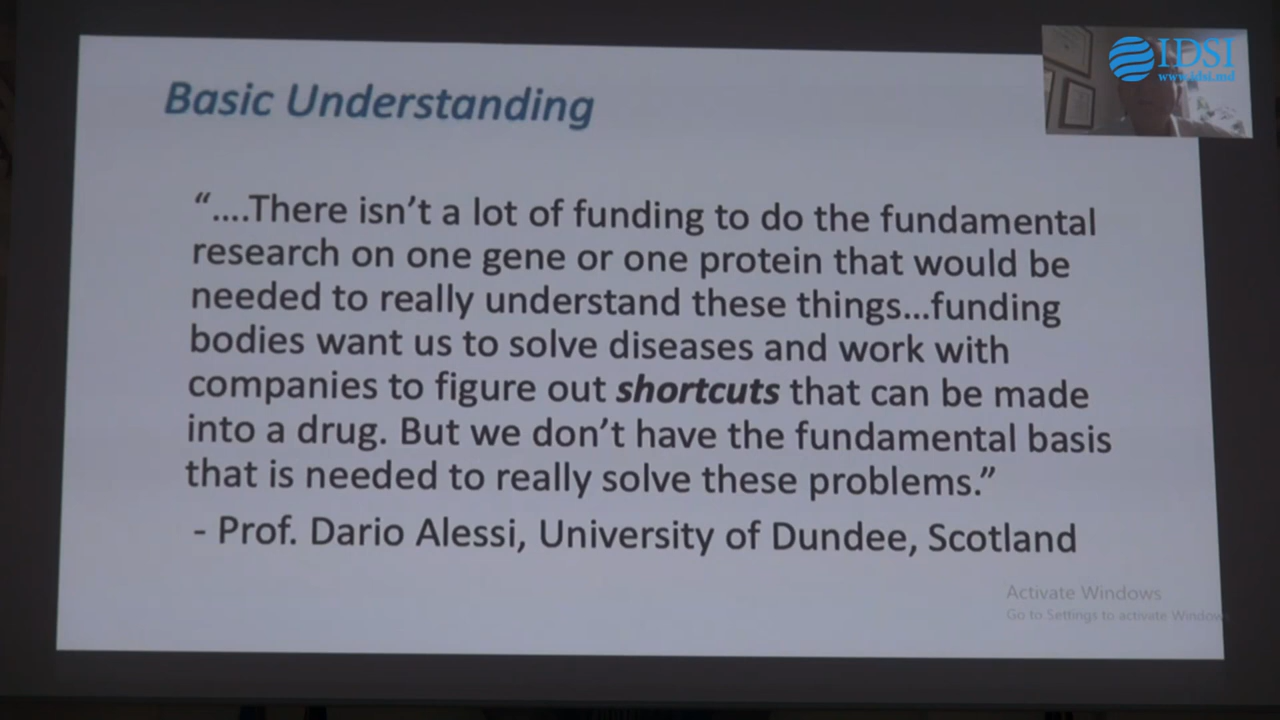 IDSI
www.idsi.md
Basic Understanding
“....There isn’t a lot of funding to do the fundamental
research on one gene or one protein that would be
needed to really understand these things...funding
bodies want us to solve diseases and work with
companies to figure out shortcuts that can be made
into a drug. But we don’t have the fundamental basis
that is needed to really solve these problems.”
- Prof. Dario Alessi, University of Dundee, Scotland
Activate Windows
Go to Settings to activate Windows